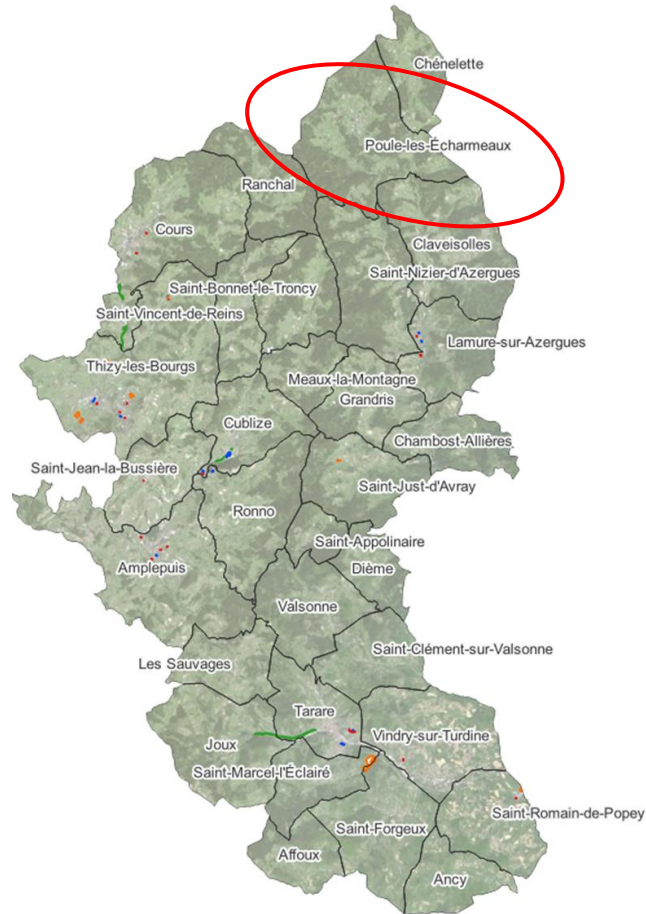 Chénelette
Poule-les-Écharmeaux
Ranchal
Cours
Claveisolles
Saint-Nizier-d'Azergues
Saint-Bonnet-le-Troncy
Saint-Vincent-de-Reins
Lamure-sur-Azergues
Thizy-les-Bourgs
Meaux-la-Montagne
Grandris
Cublize
Chambost-Allières
Saint-Jean-la-Bussière
Saint-Just-d'Avray
Ronno
Saint-Appolinaire
Amplepuis
Dième
Valsonne
Saint-Clément-sur-Valsonne
Les Sauvages
Tarare
Vindry-sur-Turdine
Joux
Saint-Marcel-l'Éclairé
Saint-Romain-de-Popey
Saint-Forgeux
Affoux
Ancy